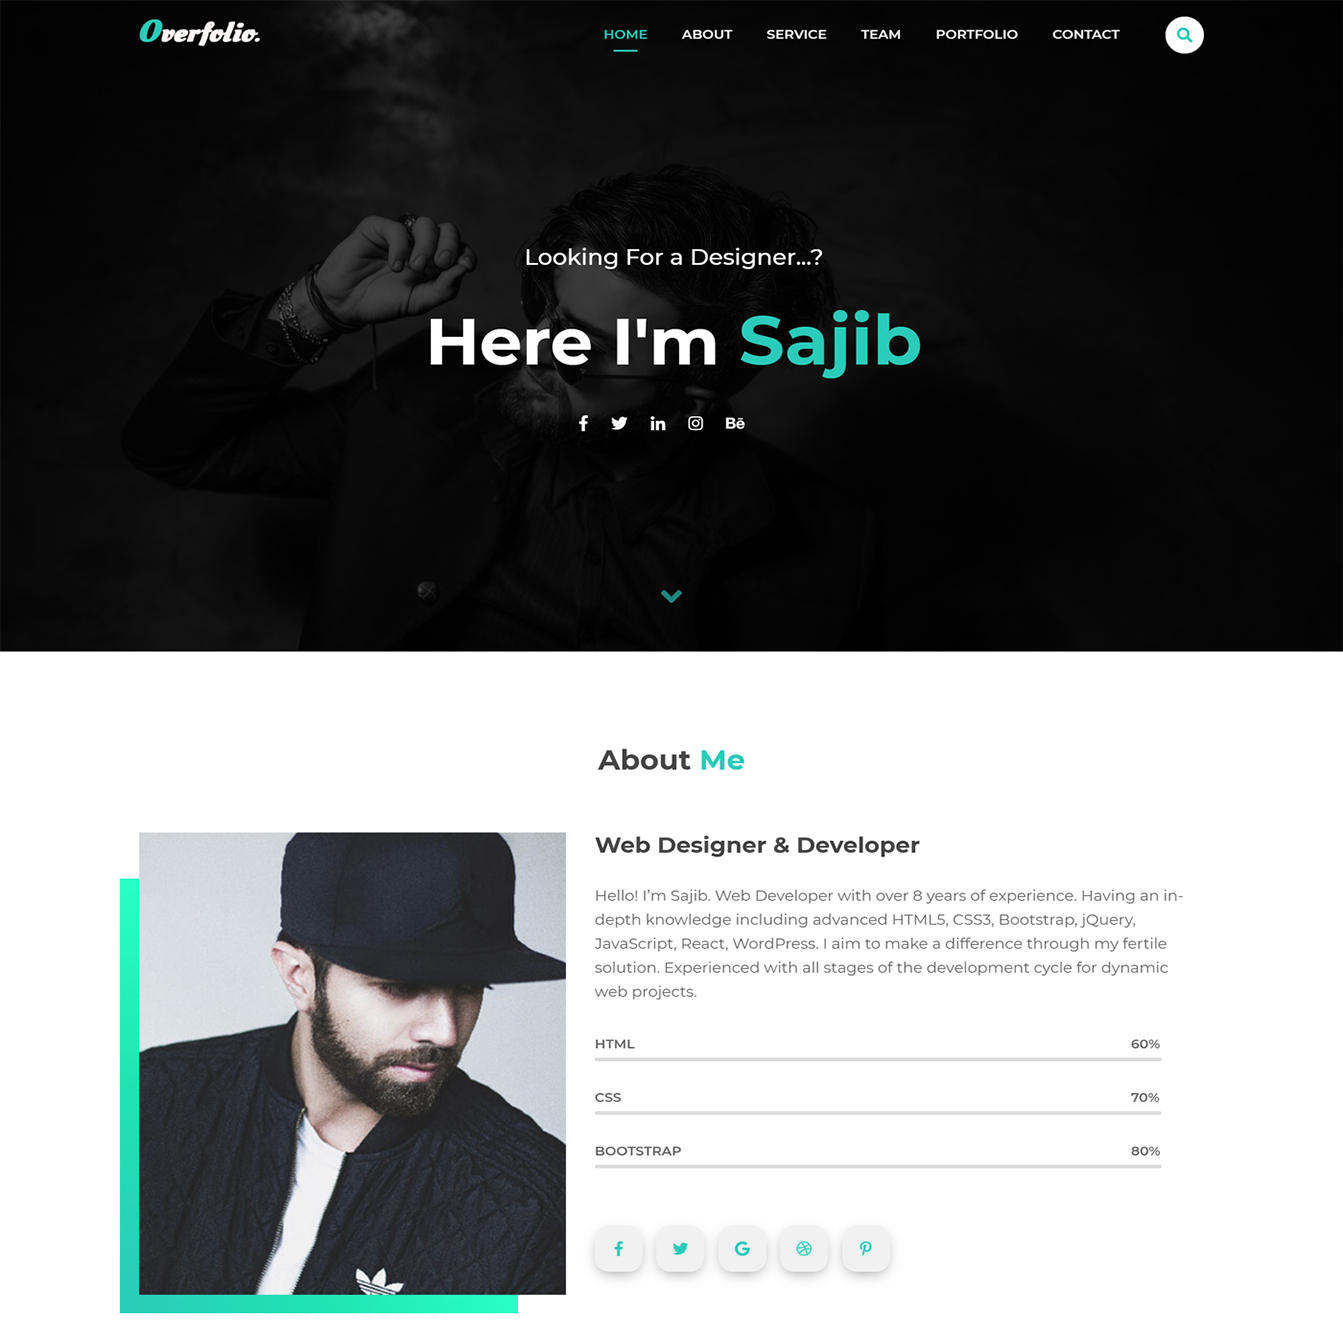 Overfolio.
HOME ABOUT SERVICE TEAM PORTFOLIO CONTACT
Looking For a Designer...?
Here I'm Sajib
Bē
About Me
Web Designer & Developer
Hello! I’m Sajib. Web Developer with over 8 years of experience. Having an in-
depth knowledge including advanced HTML5, CSS3, Bootstrap, jQuery,
JavaScript, React, WordPress. I aim to make a difference through my fertile
solution. Experienced with all stages of the development cycle for dynamic
web projects.
HTML 60%
CSS 70%
BOOTSTRAP 80%